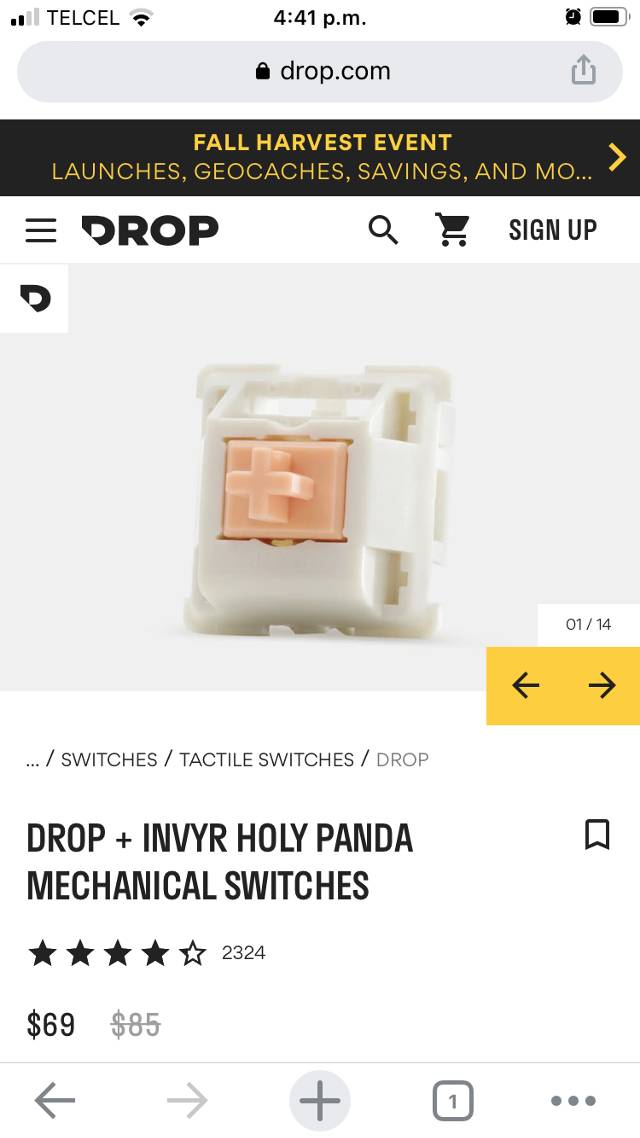 TELCEL 4:41 p.m.
drop.com
FALL HARVEST EVENT
LAUNCHES, GEOCACHES, SAVINGS, AND MO...
DROP SIGN UP
01 / 14
... / SWITCHES / TACTILE SWITCHES / DROP
DROP + INVYR HOLY PANDA
MECHANICAL SWITCHES
2324
$69 $85
1